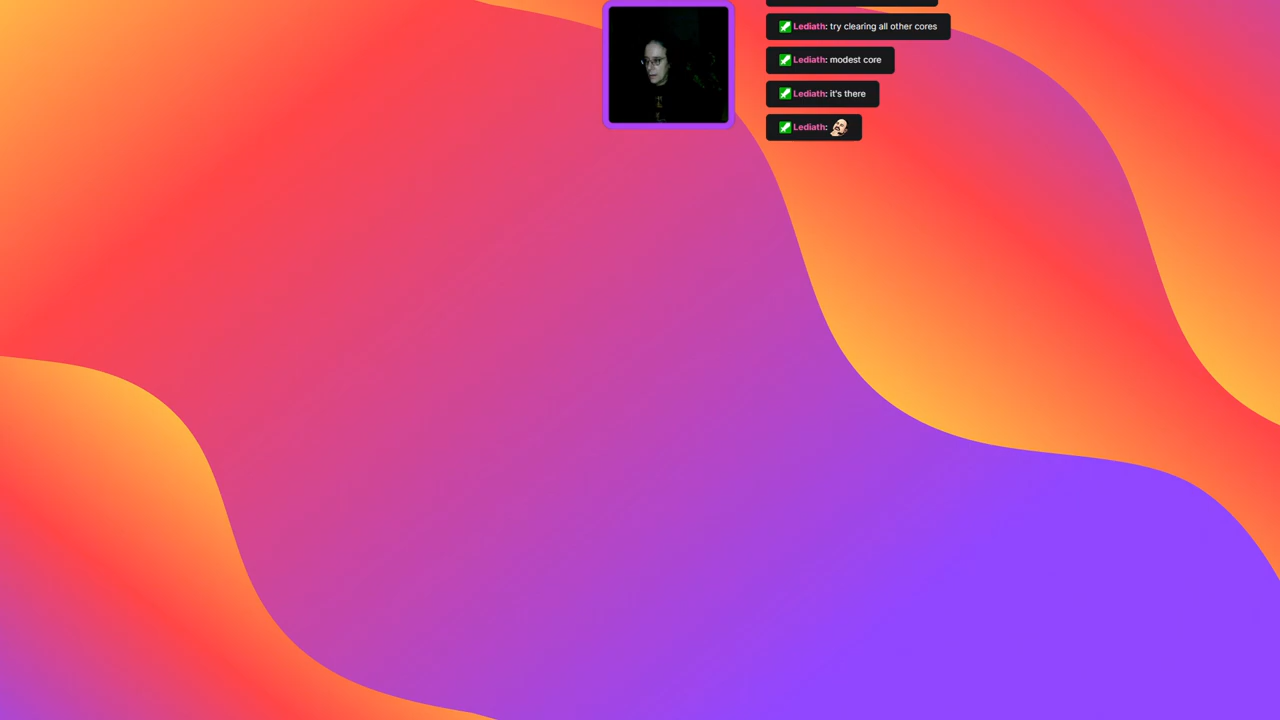 Lediath: try clearing all other cores
Lediath: modest core
Lediath: it's there
Lediath: